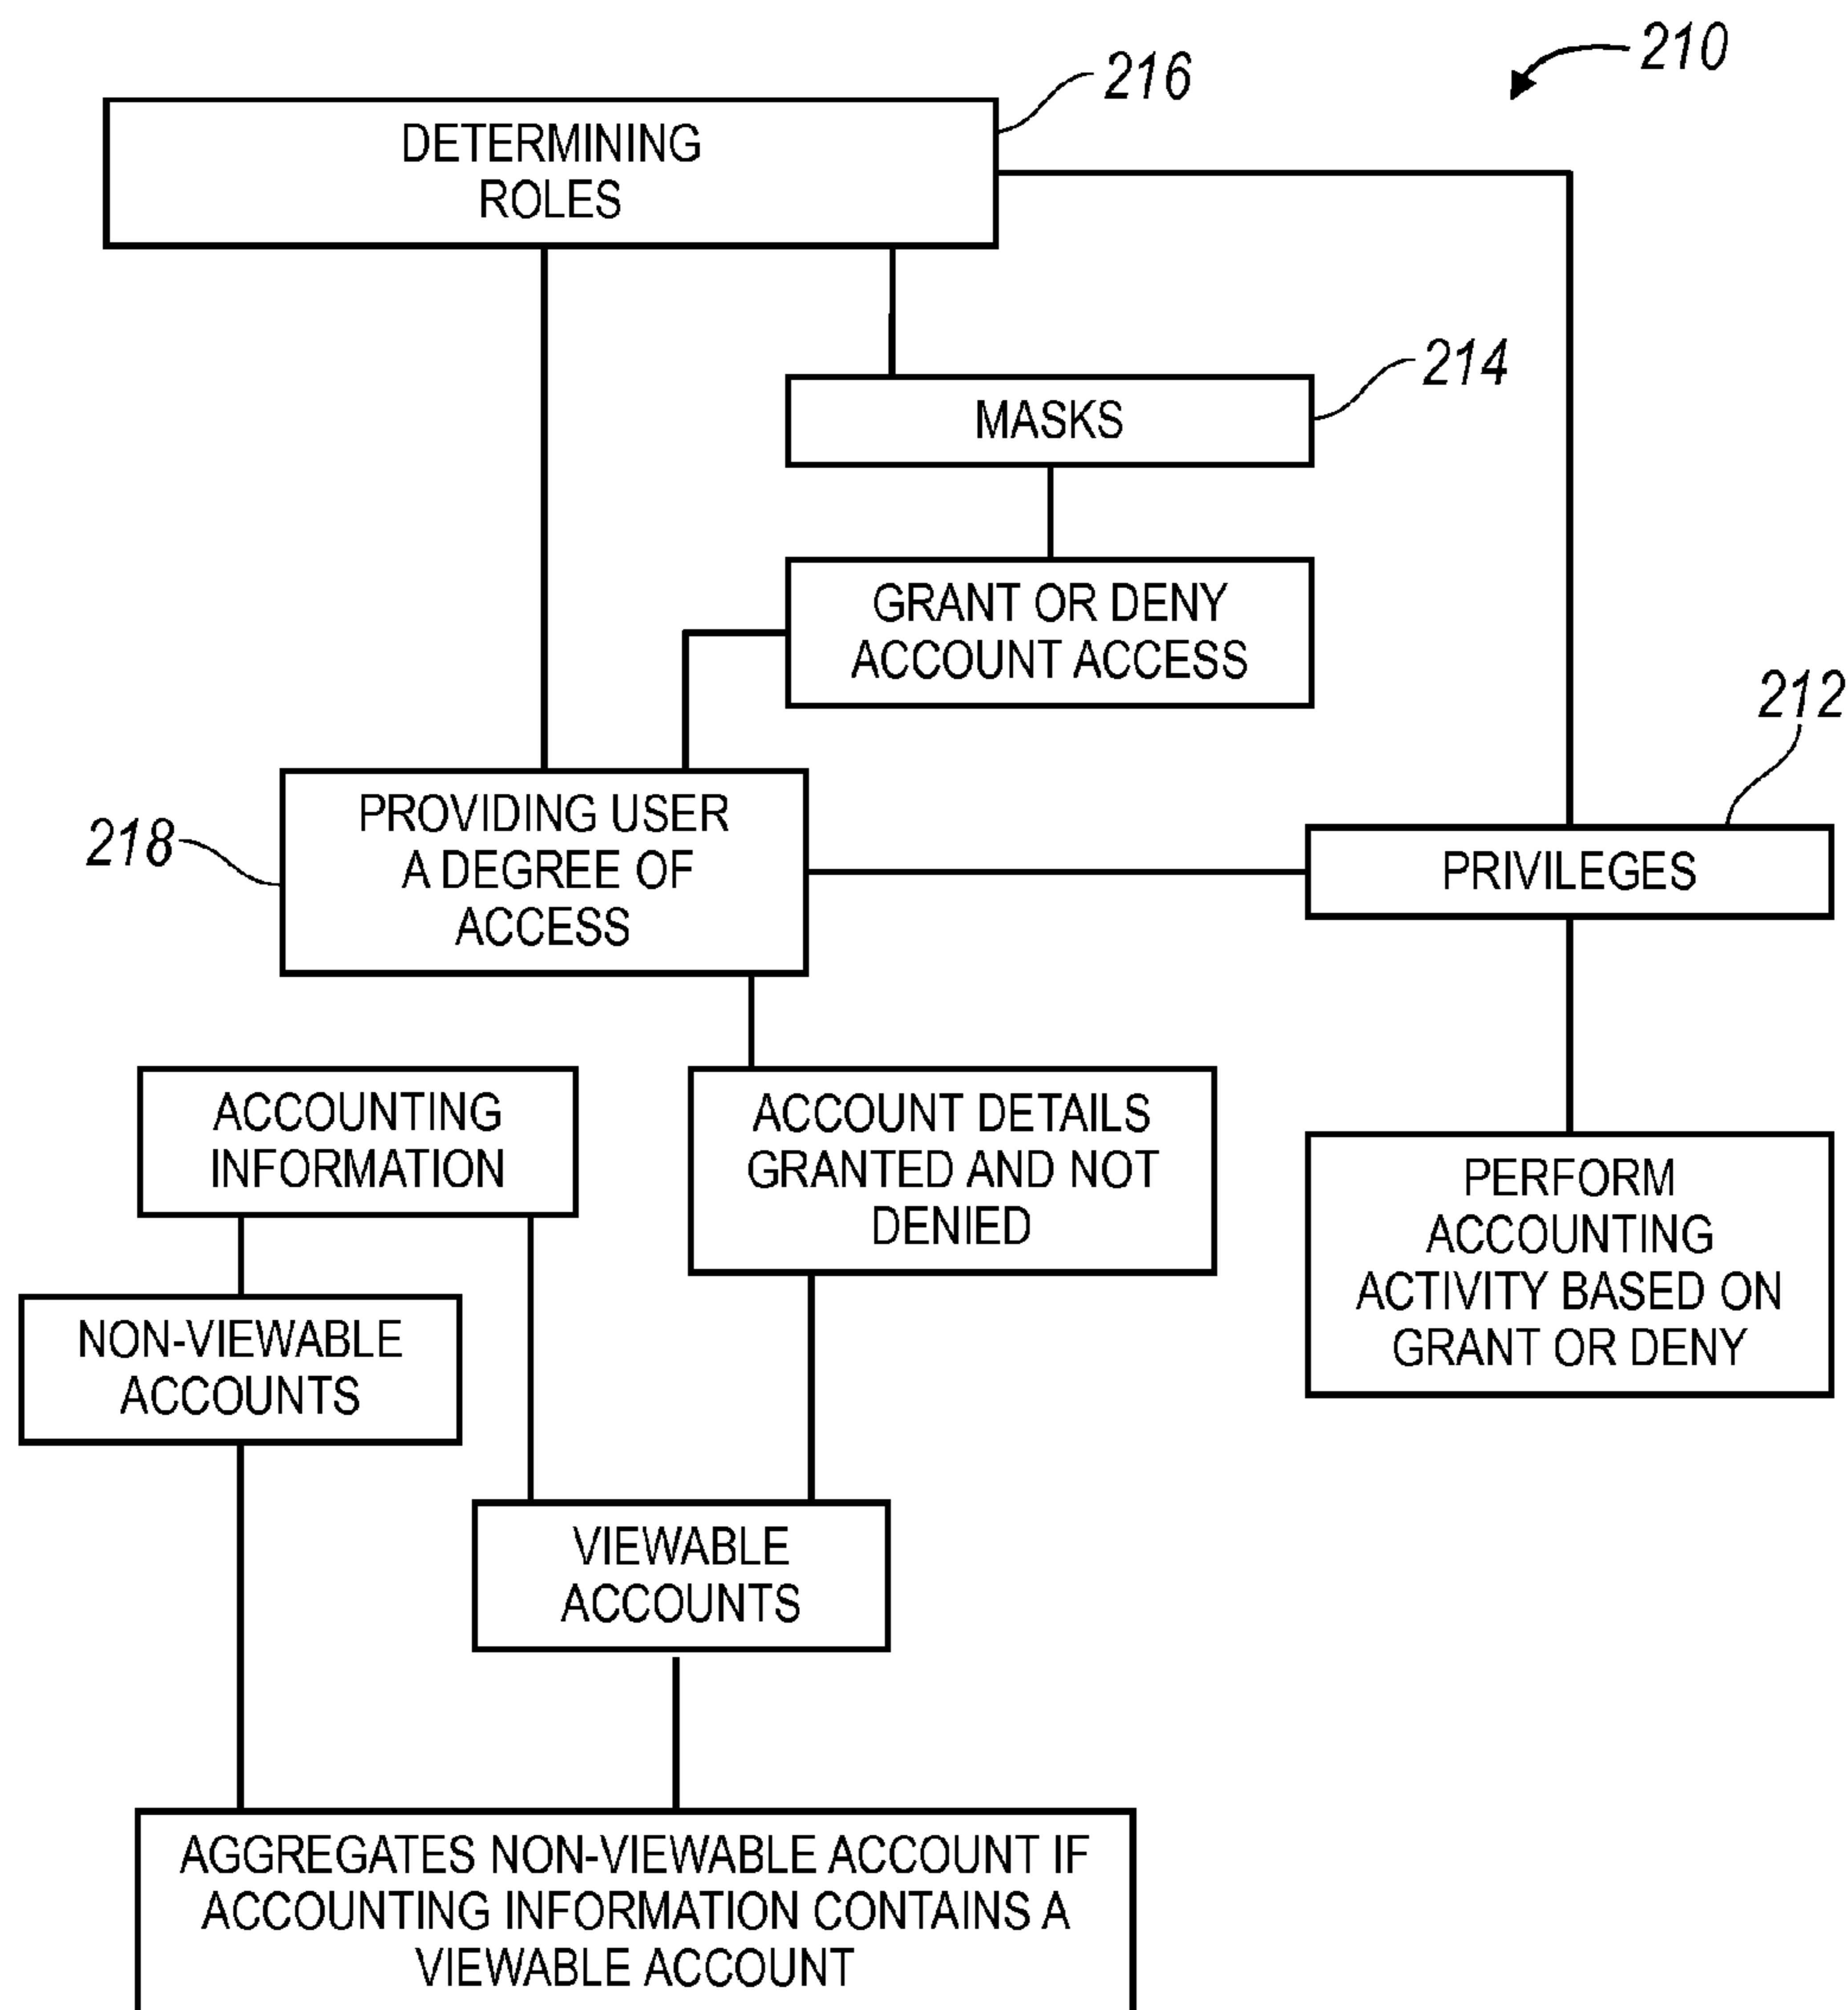 210
216
DETERMINING
ROLES
214
MASKS
GRANT OR DENY
ACCOUNT ACCESS
212
218
PROVIDING USER
A DEGREE OF
ACCESS
PRIVILEGES
ACCOUNTING
INFORMATION
ACCOUNT DETAILS
GRANTED AND NOT
DENIED
PERFORM
ACCOUNTING
ACTIVITY BASED ON
GRANT OR DENY
NON-VIEWABLE
ACCOUNTS
VIEWABLE
ACCOUNTS
AGGREGATES NON-VIEWABLE ACCOUNT IF
ACCOUNTING INFORMATION CONTAINS A
VIEWABLE ACCOUNT